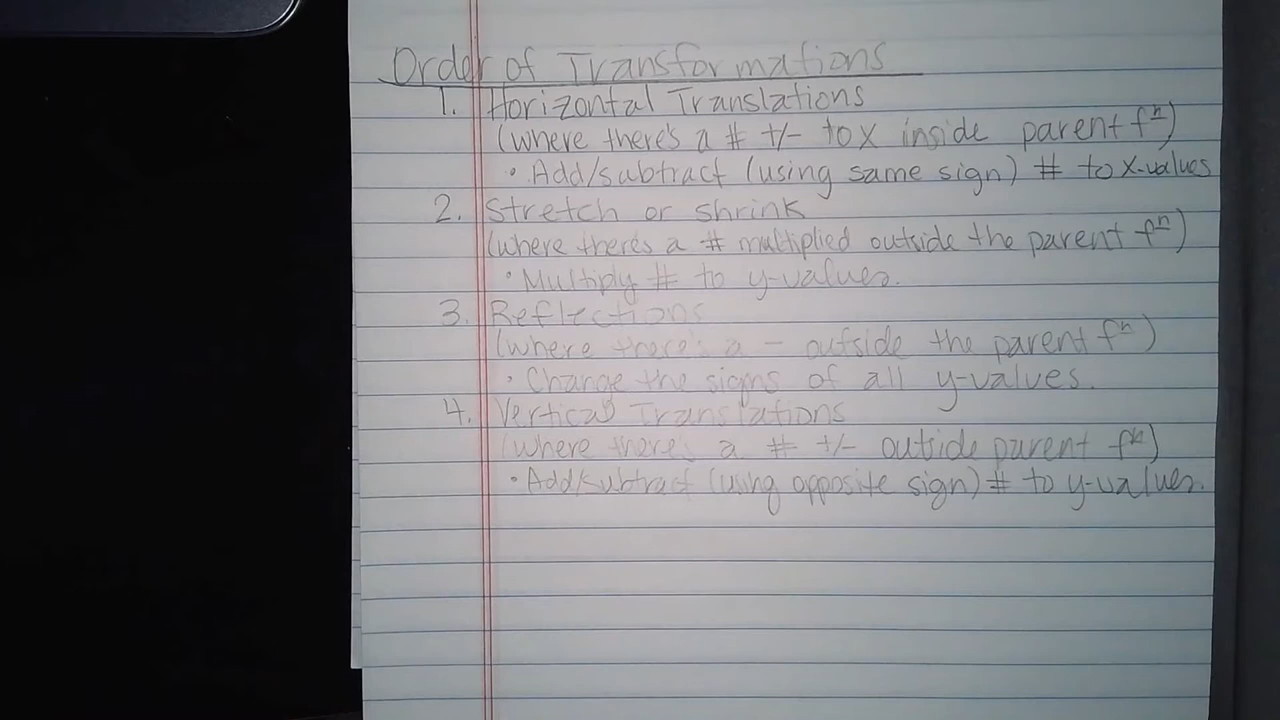 Order of Transformations
1. Horizontal Translations
(where there's a # +/- to x inside parent fⁿ)
• Add/subtract (using same sign) # to x-values
2. Stretch or shrink
(where there's a # multiplied outside the parent fⁿ)
• Multiply # to y-values.
3. Reflections
(where there's a - outside the parent fⁿ)
• Change the signs of all y-values.
4. Vertical Translations
(where there's a # +/- outside parent fⁿ)
• Add/subtract (using opposite sign) # to y-values.